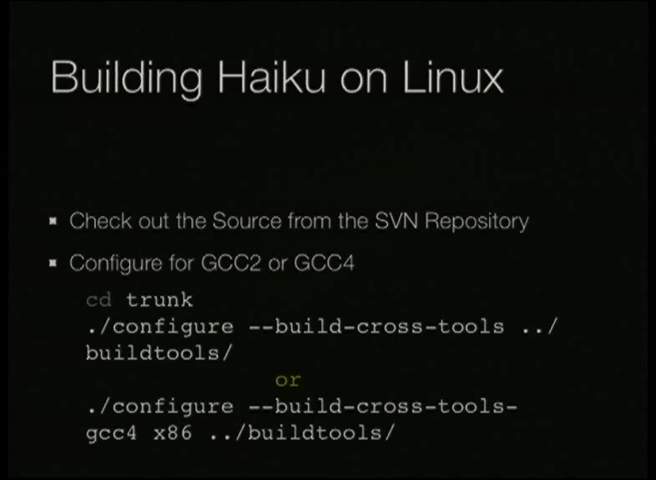 Building Haiku on Linux
Check out the Source from the SVN Repository
Configure for GCC2 or GCC4
cd trunk
./configure --build-cross-tools ../
buildtools/
or
./configure --build-cross-tools-
gcc4 x86 ../buildtools/